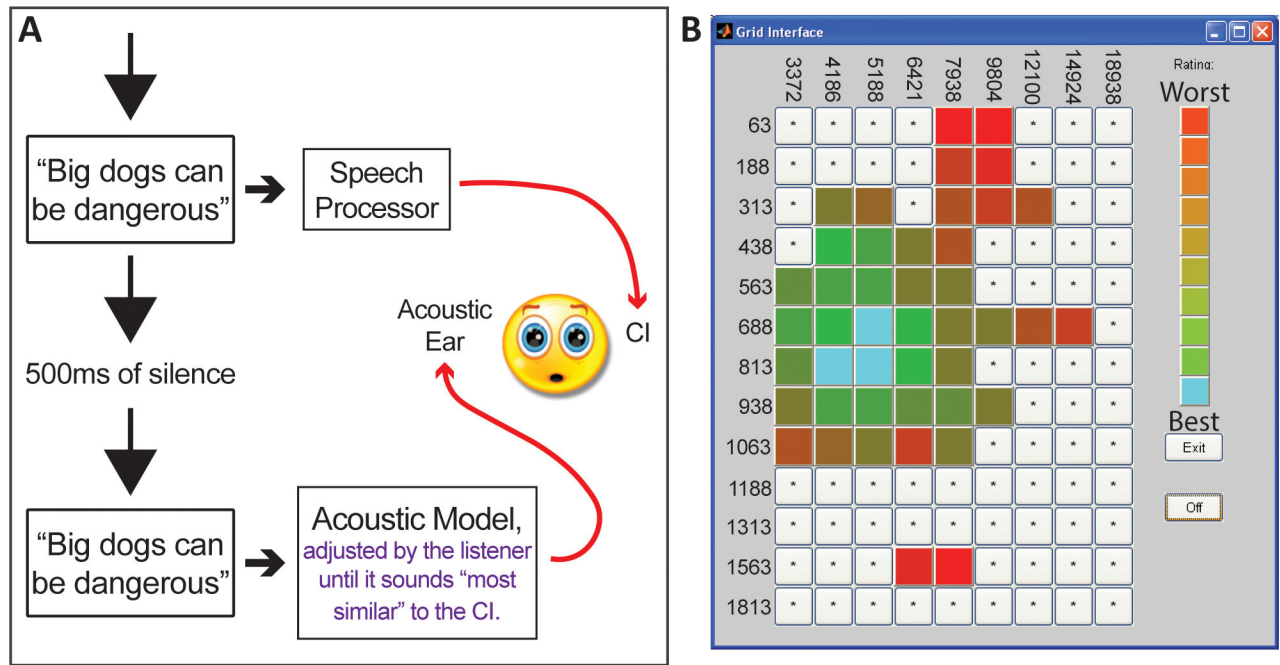 A
“Big dogs can
be dangerous”
Speech
Processor
Acoustic
Ear
CI
500ms of silence
“Big dogs can
be dangerous”
Acoustic Model,
adjusted by the listener
until it sounds “most
similar” to the CI.
B
Grid Interface
3372 4186 5188 6421 7938 9804 12100 14924 18938
63 * * * * * * *
188 * * * * * * *
313 * * * *
438 * * * * *
563 * * * *
688 *
813 * * * *
938 * * *
1063 * * * *
1188 * * * * * * * * *
1313 * * * * * * * * *
1563 * * * * * * *
1813 * * * * * * * * *
Rating:
Worst
Best
Exit
Off